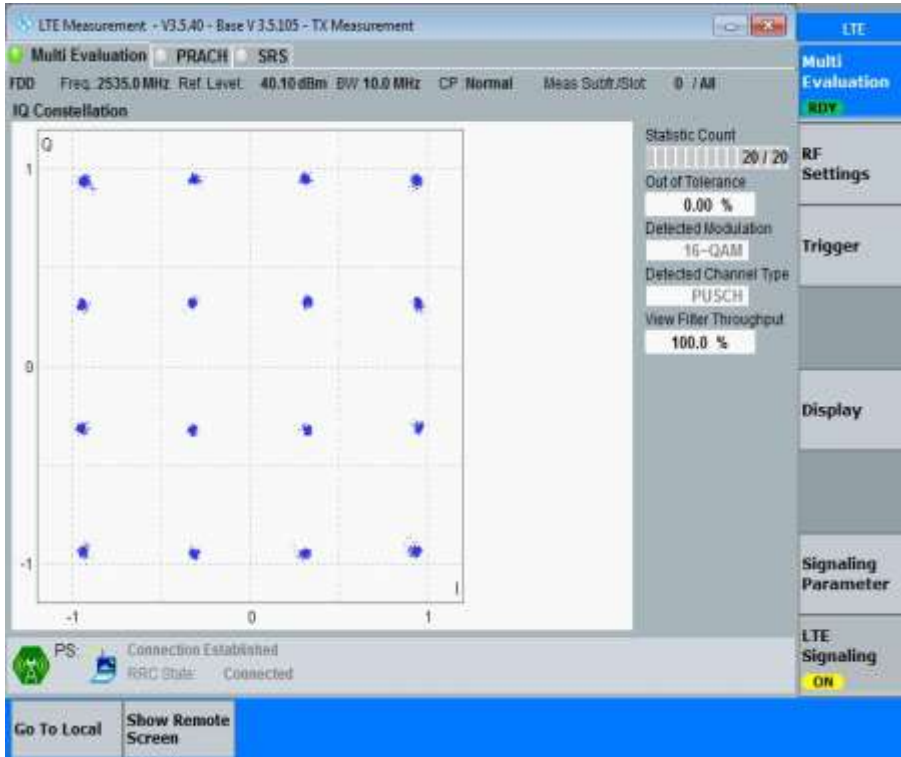 LTE Measurement - V3.5.40 - Base V 3.5.105 - TX Measurement
LTE
Multi Evaluation PRACH SRS
FDD Freq.:2535.0 MHz Ref. Level: 40.10 dBm BW:10.0 MHz CP:Normal Meas Subfr./Slot: 0 / All
IQ Constellation
Q
1
0
-1
-1 0 1
I
Statistic Count
20 / 20
Out of Tolerance
0.00 %
Detected Modulation
16-QAM
Detected Channel Type
PUSCH
View Filter Throughput
100.0 %
PS:
Connection Established
RRC State: Connected
Multi
Evaluation
RDY
RF
Settings
Trigger
Display
Signaling
Parameter
LTE
Signaling
ON
Go To Local
Show Remote
Screen